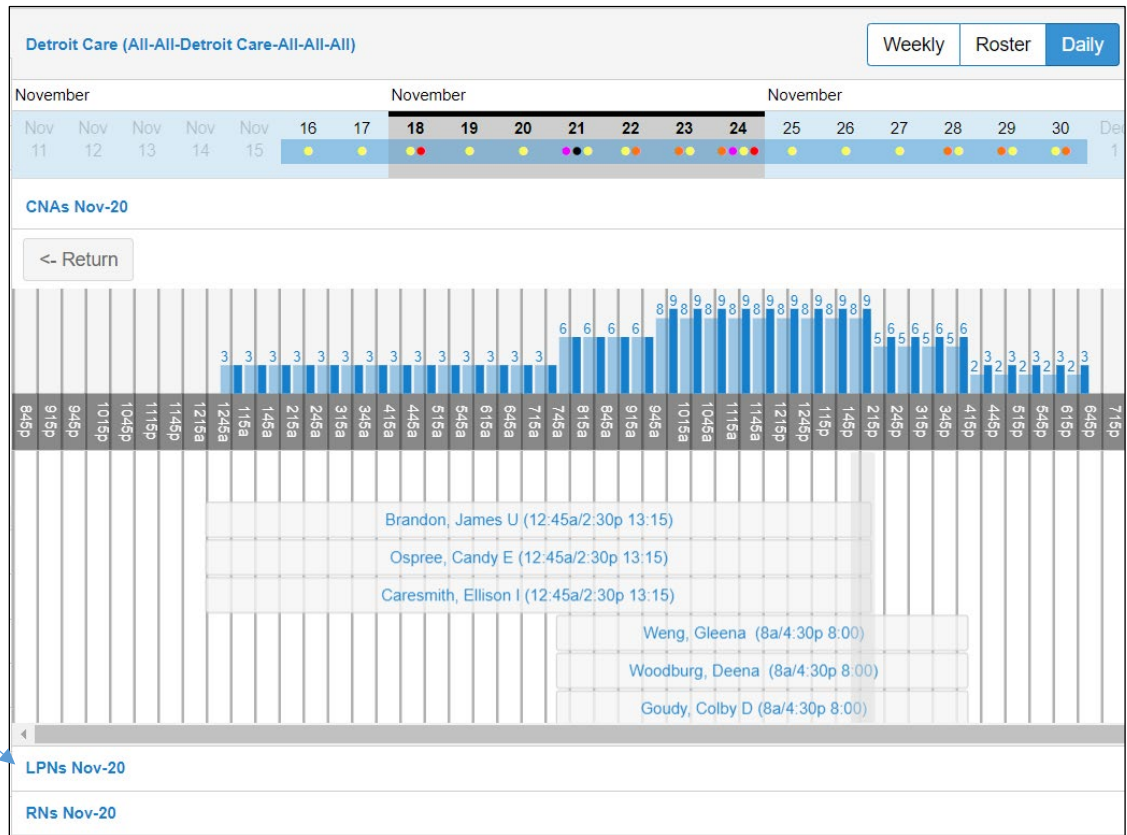 Detroit Care (All-All-Detroit Care-All-All-All)
Weekly Roster Daily
November November November
Nov Nov Nov Nov Nov 16 17 18 19 20 21 22 23 24 25 26 27 28 29 30 Dec
11 12 13 14 15 1
CNAs Nov-20
<- Return
3 3 3 3 3 3 3 3 3 3 3 3 3 3 6 6 6 6 8 9 8 9 8 9 8 9 8 9 8 9 8 9 8 9 8 9 5 6 5 6 5 6 5 6 2 3 2 3 2 3 2 3 2 3
845p 915p 945p 1015p 1045p 1115p 1145p 1215a 1245a 115a 145a 215a 245a 315a 345a 415a 445a 515a 545a 615a 645a 715a 745a 815a 845a 915a 945a 1015a 1045a 1115a 1145a 1215p 1245p 115p 145p 215p 245p 315p 345p 415p 445p 515p 545p 615p 645p 715p
Brandon, James U (12:45a/2:30p 13:15)
Ospree, Candy E (12:45a/2:30p 13:15)
Caresmith, Ellison I (12:45a/2:30p 13:15)
Weng, Gleena (8a/4:30p 8:00)
Woodburg, Deena (8a/4:30p 8:00)
Goudy, Colby D (8a/4:30p 8:00)
LPNs Nov-20
RNs Nov-20